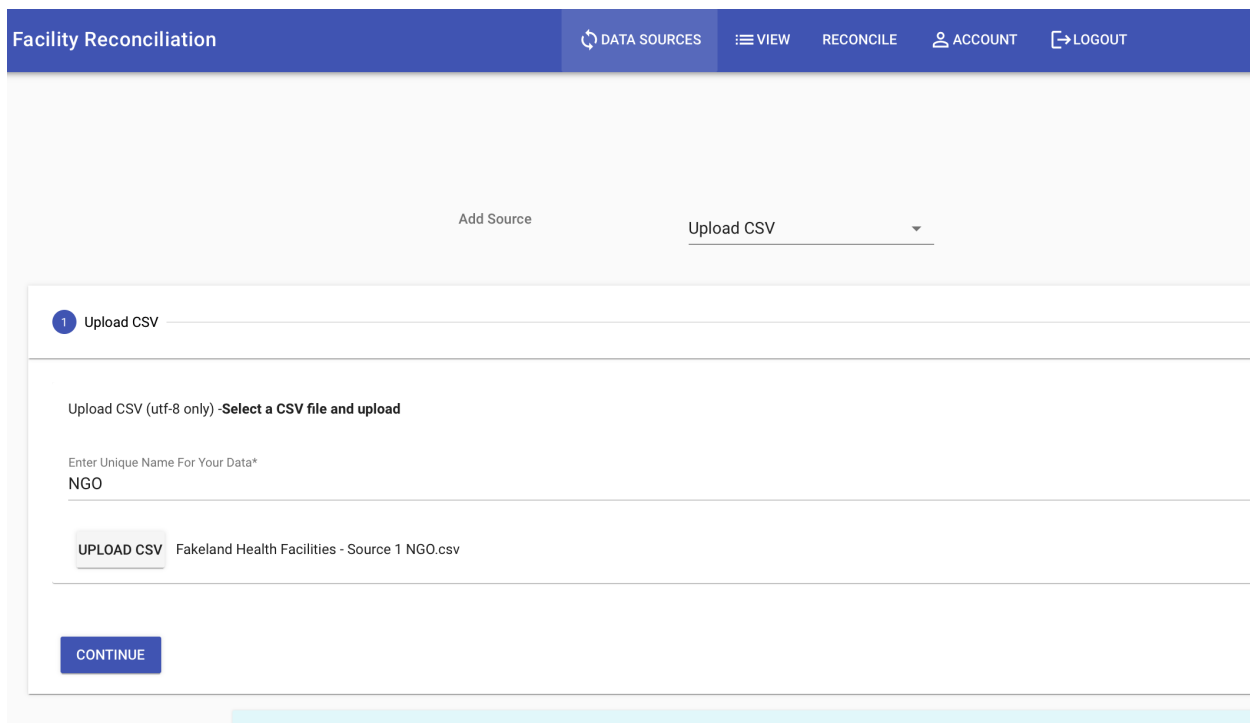 Facility Reconciliation DATA SOURCES VIEW RECONCILE ACCOUNT LOGOUT
Add Source
Upload CSV
1 Upload CSV
Upload CSV (utf-8 only) -Select a CSV file and upload
Enter Unique Name For Your Data*
NGO
UPLOAD CSV Fakeland Health Facilities - Source 1 NGO.csv
CONTINUE